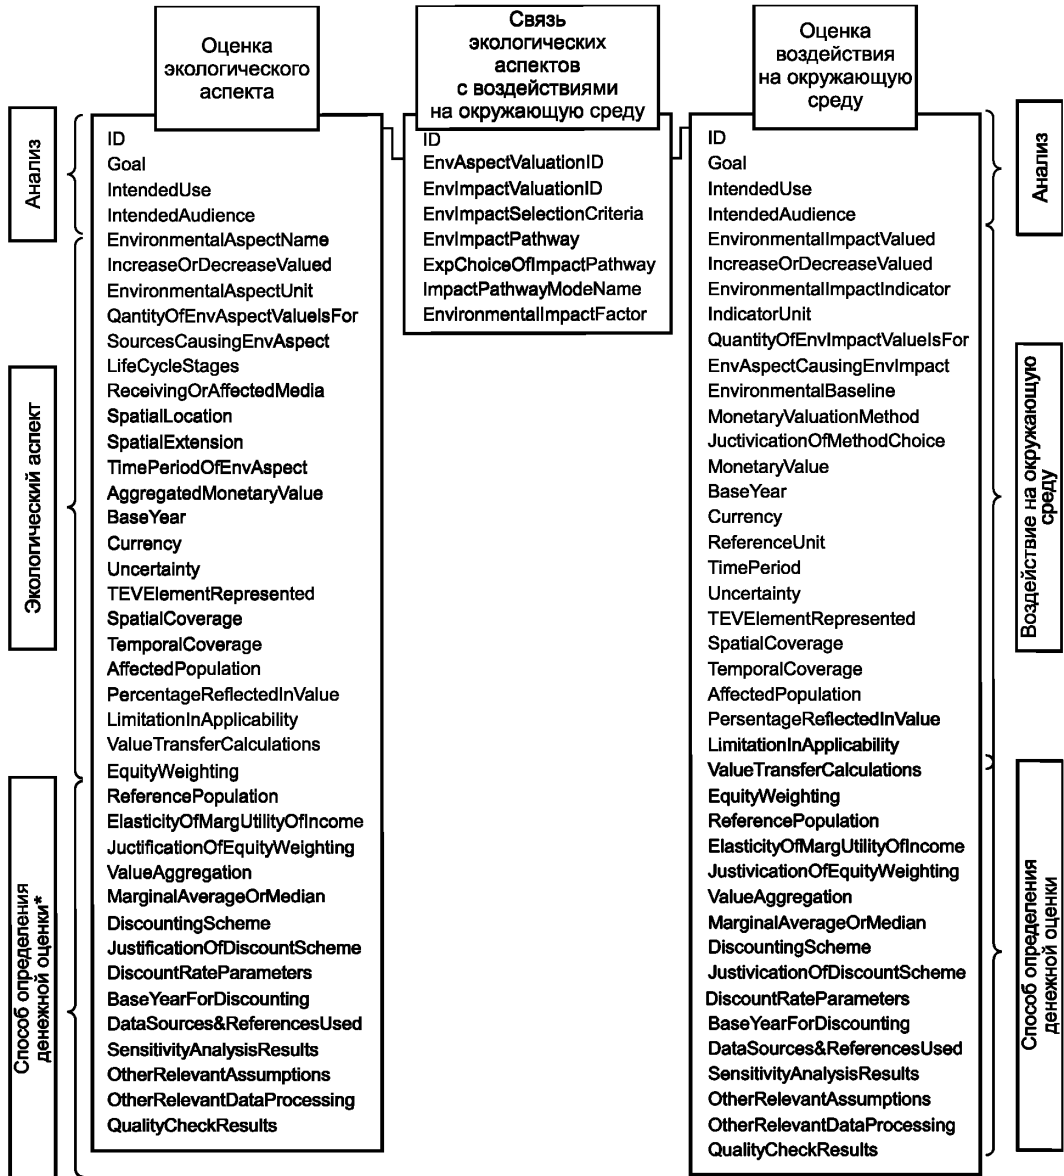 Оценка
экологического
аспекта
Связь
экологических
аспектов
с воздействиями
на окружающую среду
Оценка
воздействия
на окружающую
среду
Анализ
Экологический аспект
Способ определения
денежной оценки*
ID
Goal
IntendedUse
IntendedAudience
EnvironmentalAspectName
IncreaseOrDecreaseValued
EnvironmentalAspectUnit
QantityOfEnvAspectValueIsFor
SourcesCausingEnvAspect
LifeCycleStages
ReceivingOrAffectedMedia
SpatialLocation
SpatialExtension
TimePeriodOfEnvAspect
AggregatedMonetaryValue
BaseYear
Currency
Uncertainty
TEVElementRepresented
SpatialCoverage
TemporalCoverage
AffectedPopulation
PercentageReflectedInValue
LimitationInApplicability
ValueTransferCalculations
EquityWeighting
ReferencePopulation
ElasticityOfMargUtilityOfIncome
JuctificationOfEquityWeighting
ValueAggregation
MarginalAverageOrMedian
DiscountingScheme
JustificationOfDiscountScheme
DiscountRateParameters
BaseYearForDiscounting
DataSources&ReferencesUsed
SensitivityAnalysisResults
OtherRelevantAssumptions
OtherRelevantDataProcessing
QualityCheckResults
ID
EnvAspectValuationID
EnvImpactValuationID
EnvImpactSelectionCriteria
EnvImpactPathway
ExpChoiceOfImpactPathway
ImpactPathwayModeName
EnvironmentalImpactFactor
ID
Goal
IntendedUse
IntendedAudience
EnvironmentalImpactValued
IncreaseOrDecreaseValued
EnvironmentalImpactIndicator
IndicatorUnit
QuantityOfEnvImpactValueIsFor
EnvAspectCausingEnvImpact
EnvironmentalBaseline
MonetaryValuationMethod
JuctivicationOfMethodChoice
MonetaryValue
BaseYear
Currency
ReferenceUnit
TimePeriod
Uncertainty
TEVElementRepresented
SpatialCoverage
TemporalCoverage
AffectedPopulation
PersentageReflectedInValue
LimitationInApplicability
ValueTransferCalculations
EquityWeighting
ReferencePopulation
ElasticityOfMargUtilityOfIncome
JustivicationOfEquityWeighting
ValueAggregation
MarginalAverageOrMedian
DiscountingScheme
JustivicationOfDiscountScheme
DiscountRateParameters
BaseYearForDiscounting
DataSources&ReferencesUsed
SensitivityAnalysisResults
OtherRelevantAssumptions
OtherRelevantDataProcessing
QualityCheckResults
Анализ
Воздействие на окружающую
среду
Способ определения
денежной оценки